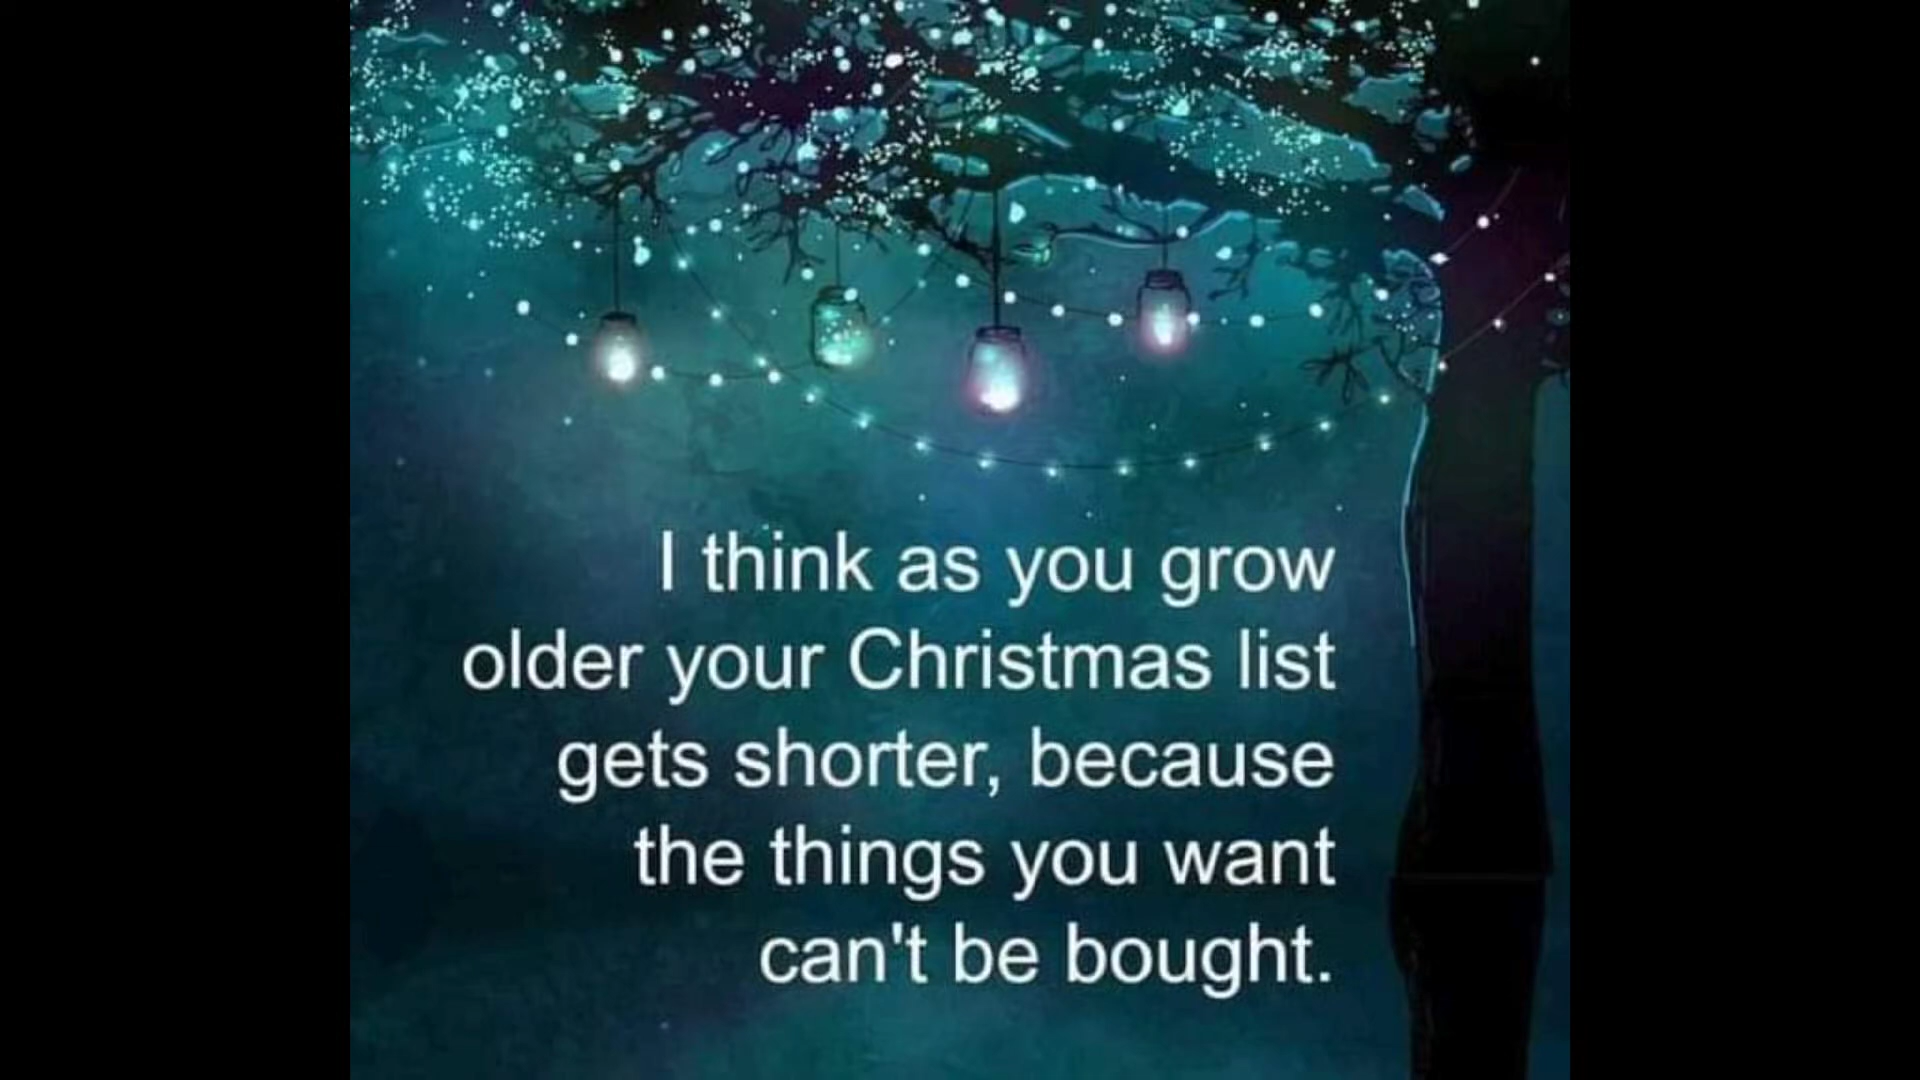 I think as you grow
older your Christmas list
gets shorter, because
the things you want
can't be bought.